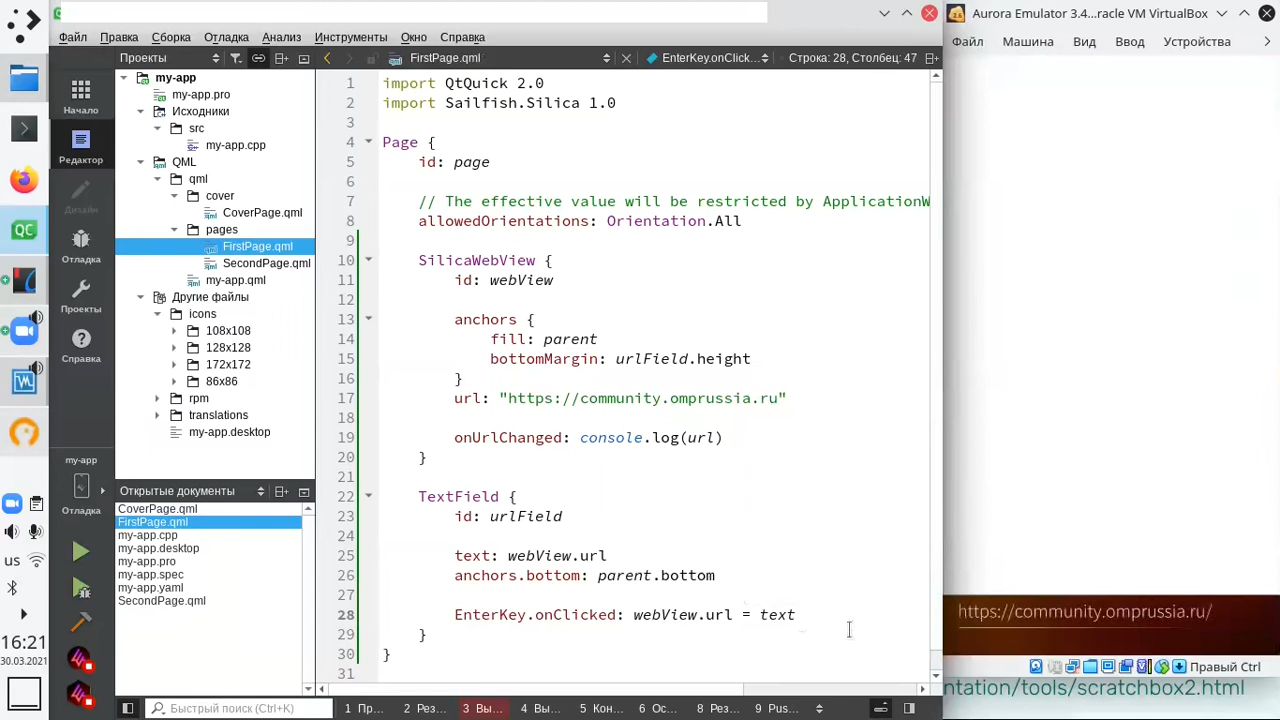 Aurora Emulator 3.4...racle VM VirtualBox
Файл Правка Сборка Отладка Анализ Инструменты Окно Справка
Файл Машина Вид Ввод Устройства
Проекты
FirstPage.qml
EnterKey.onClick...
Строка: 28, Столбец: 47
Начало
Редактор
Дизайн
Отладка
Проекты
Справка
my-app
Отладка
my-app
my-app.pro
Исходники
src
my-app.cpp
QML
qml
cover
CoverPage.qml
pages
FirstPage.qml
SecondPage.qml
my-app.qml
Другие файлы
icons
108x108
128x128
172x172
86x86
rpm
translations
my-app.desktop
Открытые документы
CoverPage.qml
FirstPage.qml
my-app.cpp
my-app.desktop
my-app.pro
my-app.spec
my-app.yaml
SecondPage.qml
1 import QtQuick 2.0
2 import Sailfish.Silica 1.0
3
4 Page {
5 id: page
6
7 // The effective value will be restricted by ApplicationW
8 allowedOrientations: Orientation.All
9
10 SilicaWebView {
11 id: webView
12
13 anchors {
14 fill: parent
15 bottomMargin: urlField.height
16 }
17 url: "https://community.omprussia.ru"
18
19 onUrlChanged: console.log(url)
20 }
21
22 TextField {
23 id: urlField
24
25 text: webView.url
26 anchors.bottom: parent.bottom
27
28 EnterKey.onClicked: webView.url = text
29 }
30 }
31
https://community.omprussia.ru/
Правый Ctrl
ntation/tools/scratchbox2.html
us
16:21
30.03.2021
QC
Быстрый поиск (Ctrl+K)
1 Пр... 2 Рез... 3 Вы... 4 Вы... 5 Кон... 6 Ос... 8 Рез... 9 Pus...